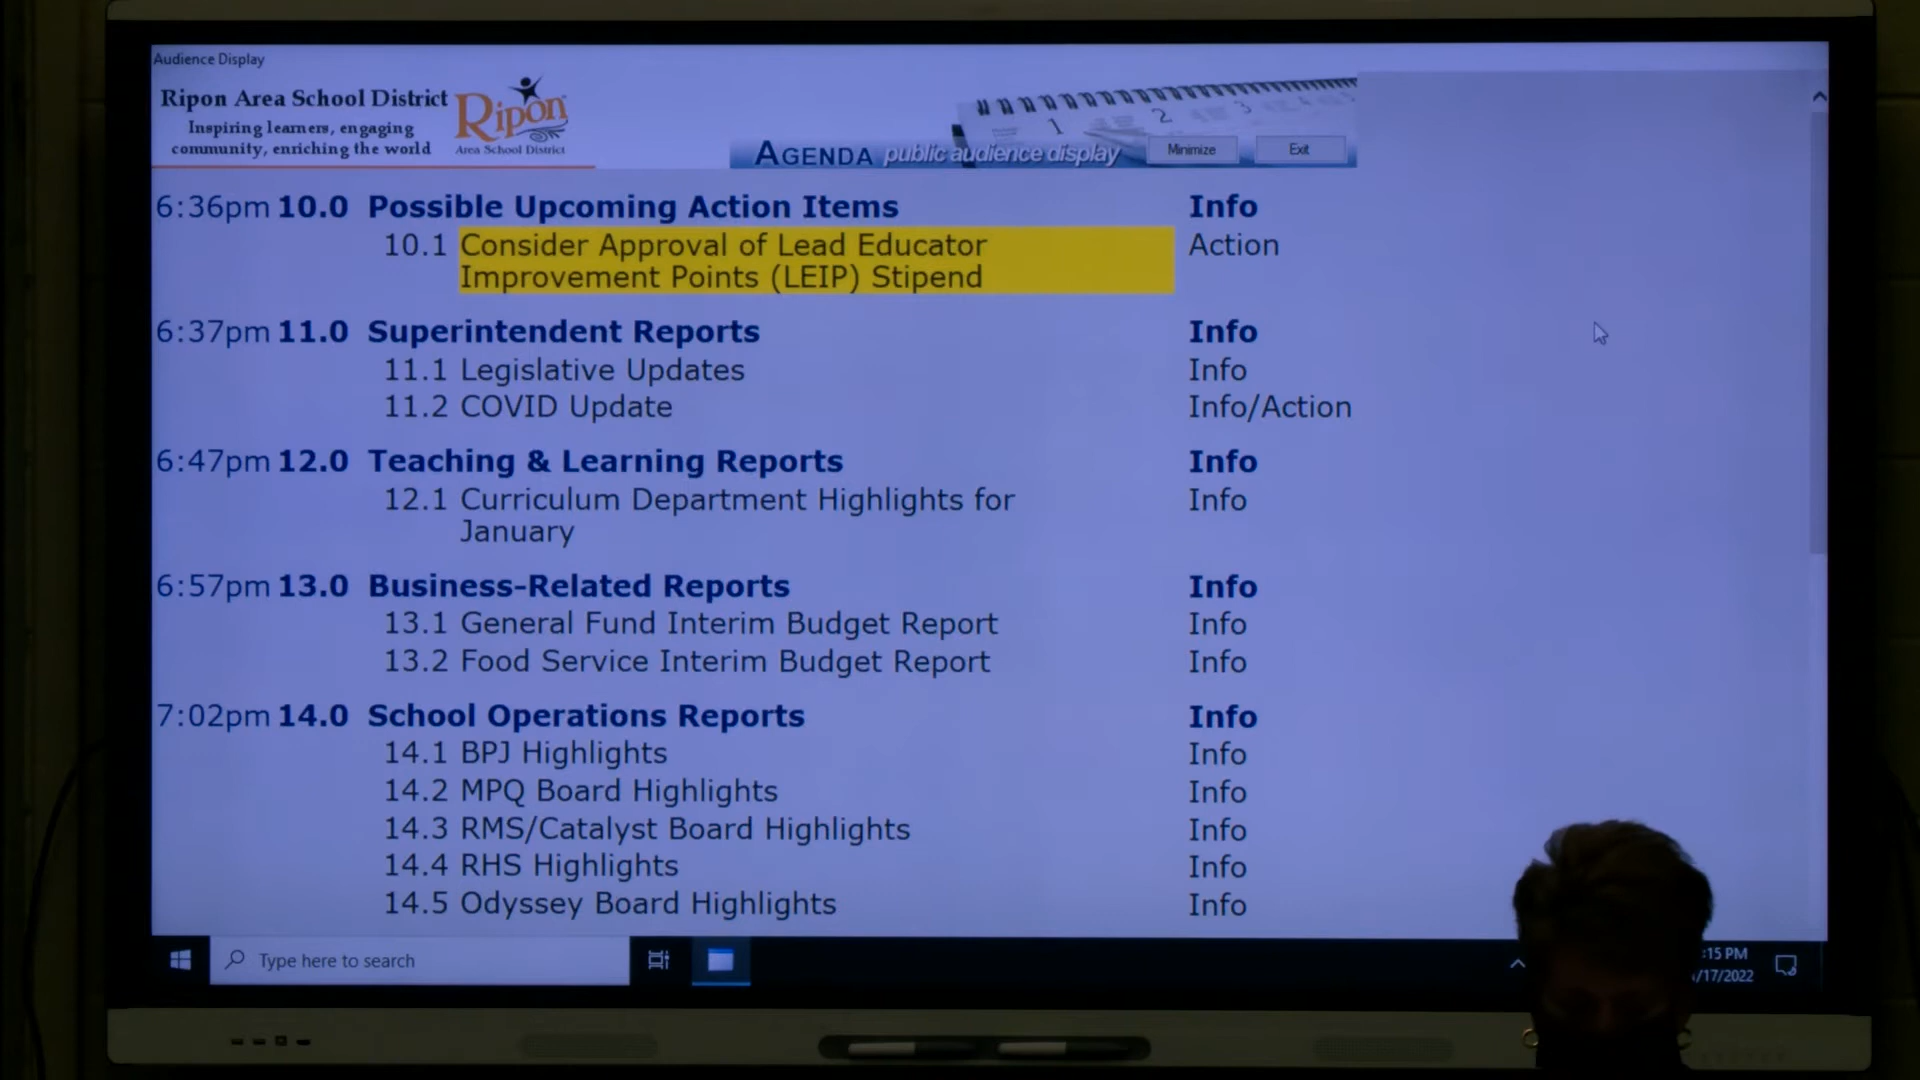 Audience Display
Ripon Area School District
Inspiring learners, engaging
community, enriching the world
Ripon
Area School District
1 2 3
AGENDA public audience display Minimize Exit
6:36pm 10.0 Possible Upcoming Action Items Info
10.1 Consider Approval of Lead Educator Action
Improvement Points (LEIP) Stipend
6:37pm 11.0 Superintendent Reports Info
11.1 Legislative Updates Info
11.2 COVID Update Info/Action
6:47pm 12.0 Teaching & Learning Reports Info
12.1 Curriculum Department Highlights for Info
January
6:57pm 13.0 Business-Related Reports Info
13.1 General Fund Interim Budget Report Info
13.2 Food Service Interim Budget Report Info
7:02pm 14.0 School Operations Reports Info
14.1 BPJ Highlights Info
14.2 MPQ Board Highlights Info
14.3 RMS/Catalyst Board Highlights Info
14.4 RHS Highlights Info
14.5 Odyssey Board Highlights Info
Type here to search
:15 PM
/17/2022